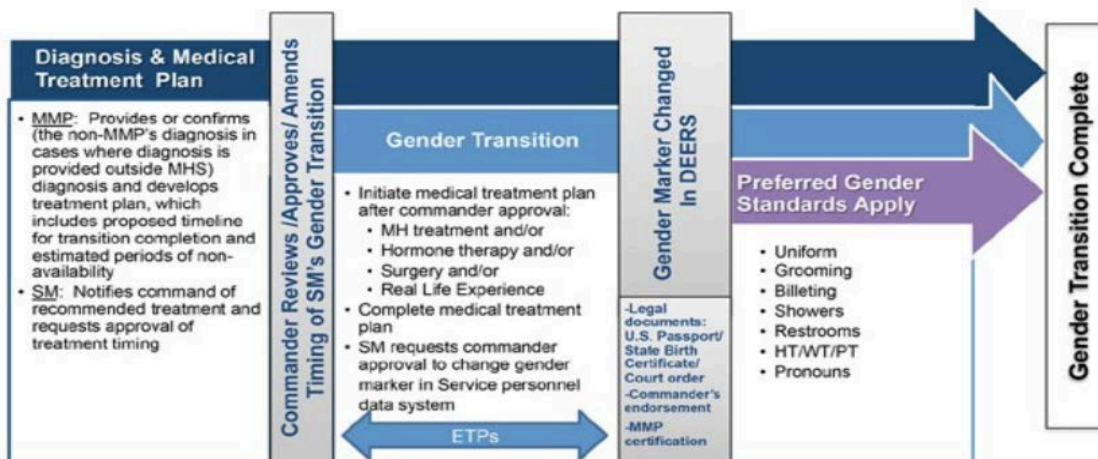 Diagnosis & Medical
Treatment Plan
• MMP: Provides or confirms
(the non-MMP's diagnosis in
cases where diagnosis is
provided outside MHS)
diagnosis and develops
treatment plan, which
includes proposed timeline
for transition completion and
estimated periods of non-
availability
• SM: Notifies command of
recommended treatment and
requests approval of
treatment timing
Commander Reviews /Approves/ Amends
Timing of SM's Gender Transition
Gender Transition
• Initiate medical treatment plan
after commander approval:
• MH treatment and/or
• Hormone therapy and/or
• Surgery and/or
• Real Life Experience
• Complete medical treatment
plan
• SM requests commander
approval to change gender
marker in Service personnel
data system
ETPs
Gender Marker Changed
In DEERS
-Legal
documents:
U.S. Passport/
State Birth
Certificate/
Court order
-Commander's
endorsement
-MMP
certification
Preferred Gender
Standards Apply
• Uniform
• Grooming
• Billeting
• Showers
• Restrooms
• HT/WT/PT
• Pronouns
Gender Transition Complete